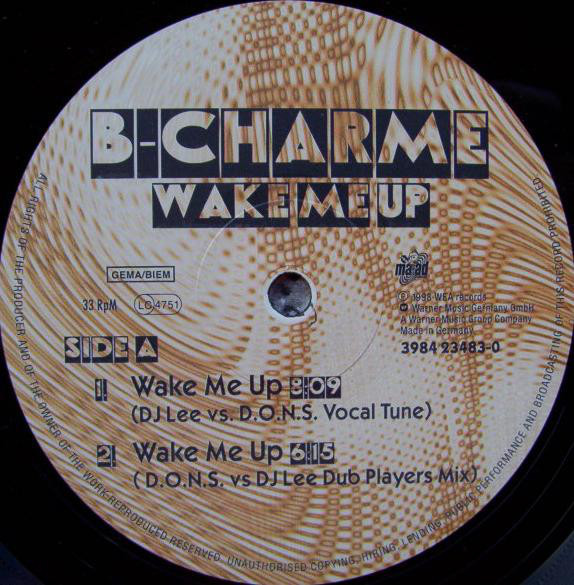 B-CHARME
WAKE ME UP
GEMA/BIEM
33 RpM
LC 4751
ma:ad
℗ 1998 WEA records
© Warner Music Germany GmbH
A Warner Music Group Company
Made in Germany
3984 23483-0
SIDE A
1 Wake Me Up 8:09
(DJ Lee vs. D.O.N.S. Vocal Tune)
2 Wake Me Up 6:15
( D.O.N.S. vs DJ Lee Dub Players Mix)
ALL RIGHTS OF THE PRODUCER AND OF THE OWNER OF THE WORK REPRODUCED RESERVED. UNAUTHORISED COPYING, HIRING, LENDING, PUBLIC PERFORMANCE AND BROADCASTING OF THIS RECORD PROHIBITED